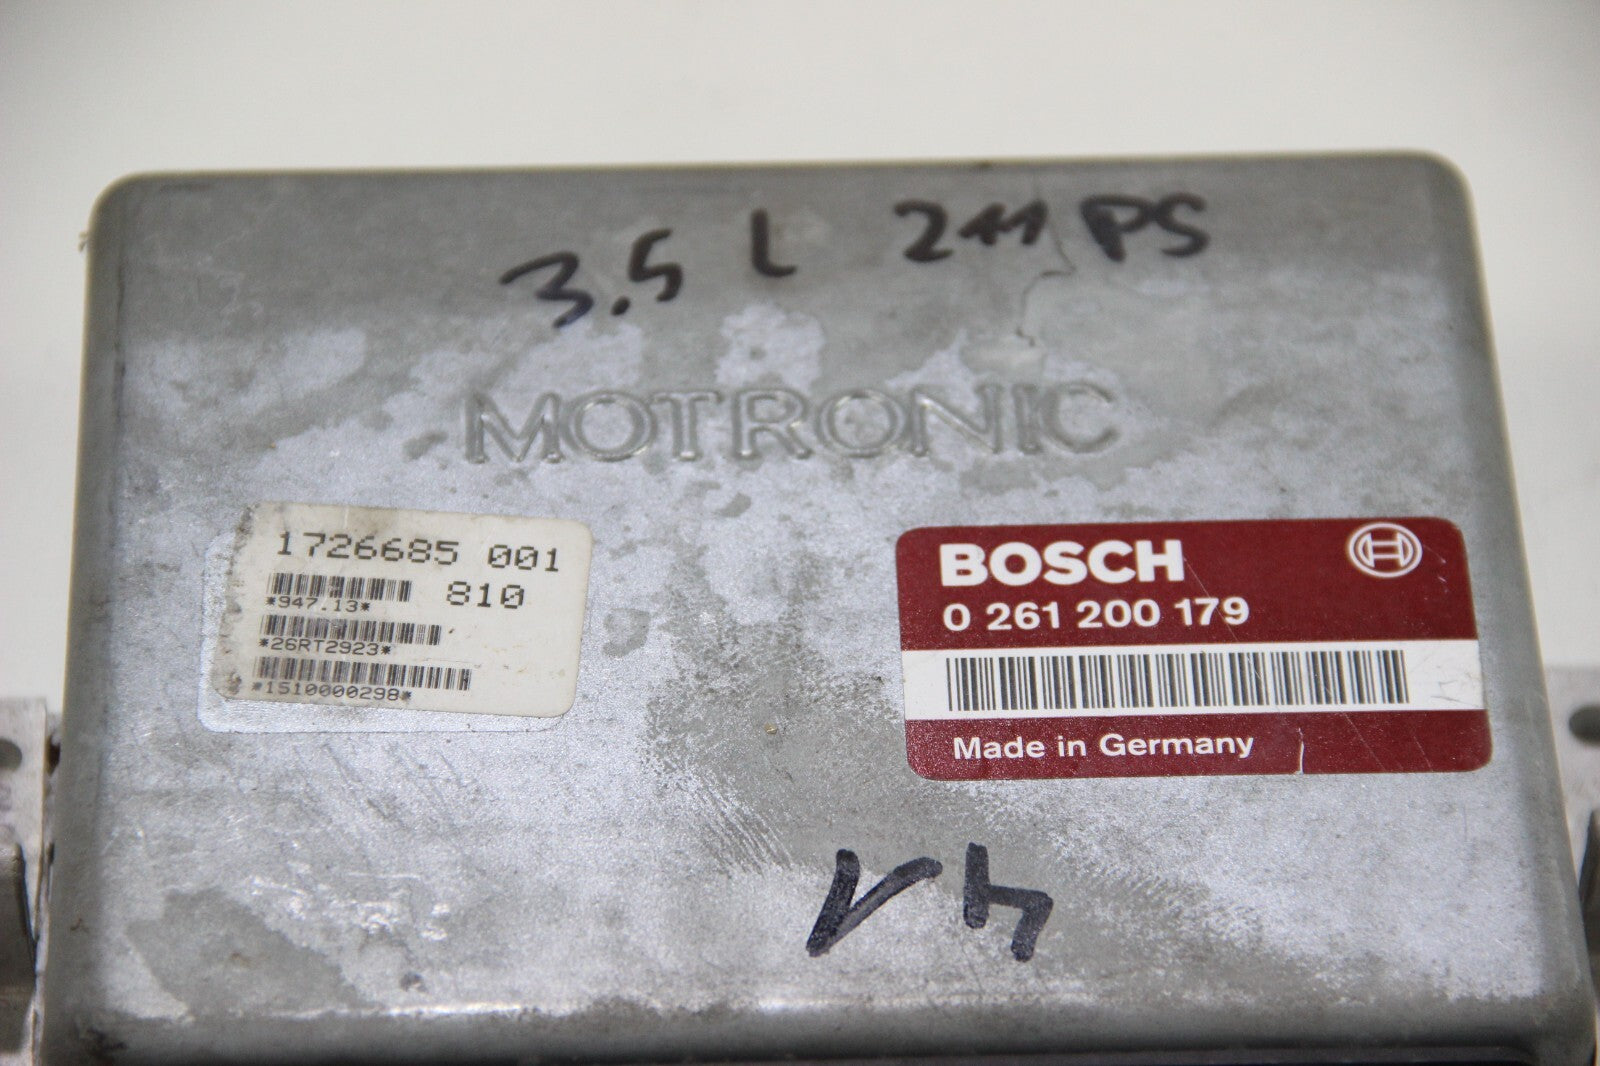 3.5 L 211 PS
MOTRONIC
1726685 001
810
*947.13*
*26RT2923*
*1510000298*
BOSCH
0 261 200 179
Made in Germany